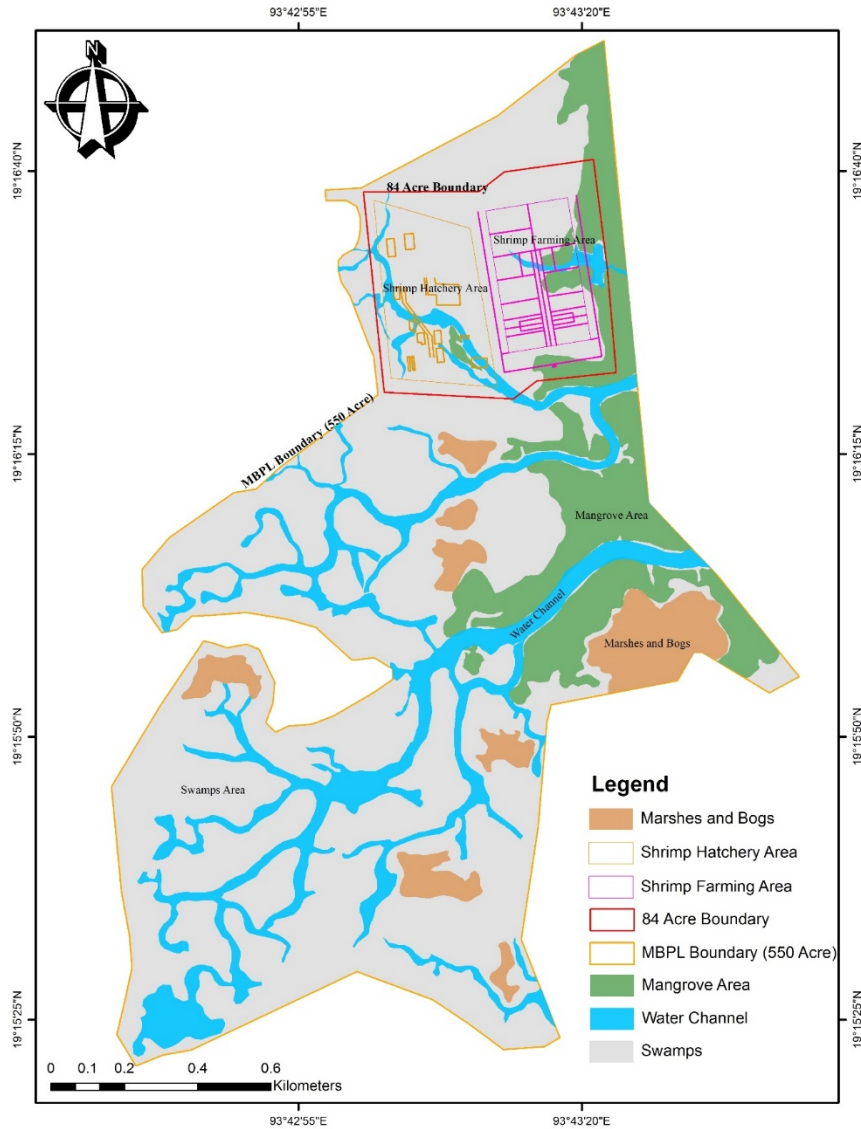 93°42'55"E
93°43'20"E
N
19°16'40"N
19°16'40"N
84 Acre Boundary
Shrimp Farming Area
Shrimp Hatchery Area
MBPL Boundary (550 Acre)
19°16'15"N
19°16'15"N
Mangrove Area
Water Channel
Marshes and Bogs
19°15'50"N
19°15'50"N
Swamps Area
Legend
Marshes and Bogs
Shrimp Hatchery Area
Shrimp Farming Area
84 Acre Boundary
MBPL Boundary (550 Acre)
Mangrove Area
Water Channel
Swamps
19°15'25"N
19°15'25"N
0 0.1 0.2 0.4 0.6
Kilometers
93°42'55"E
93°43'20"E